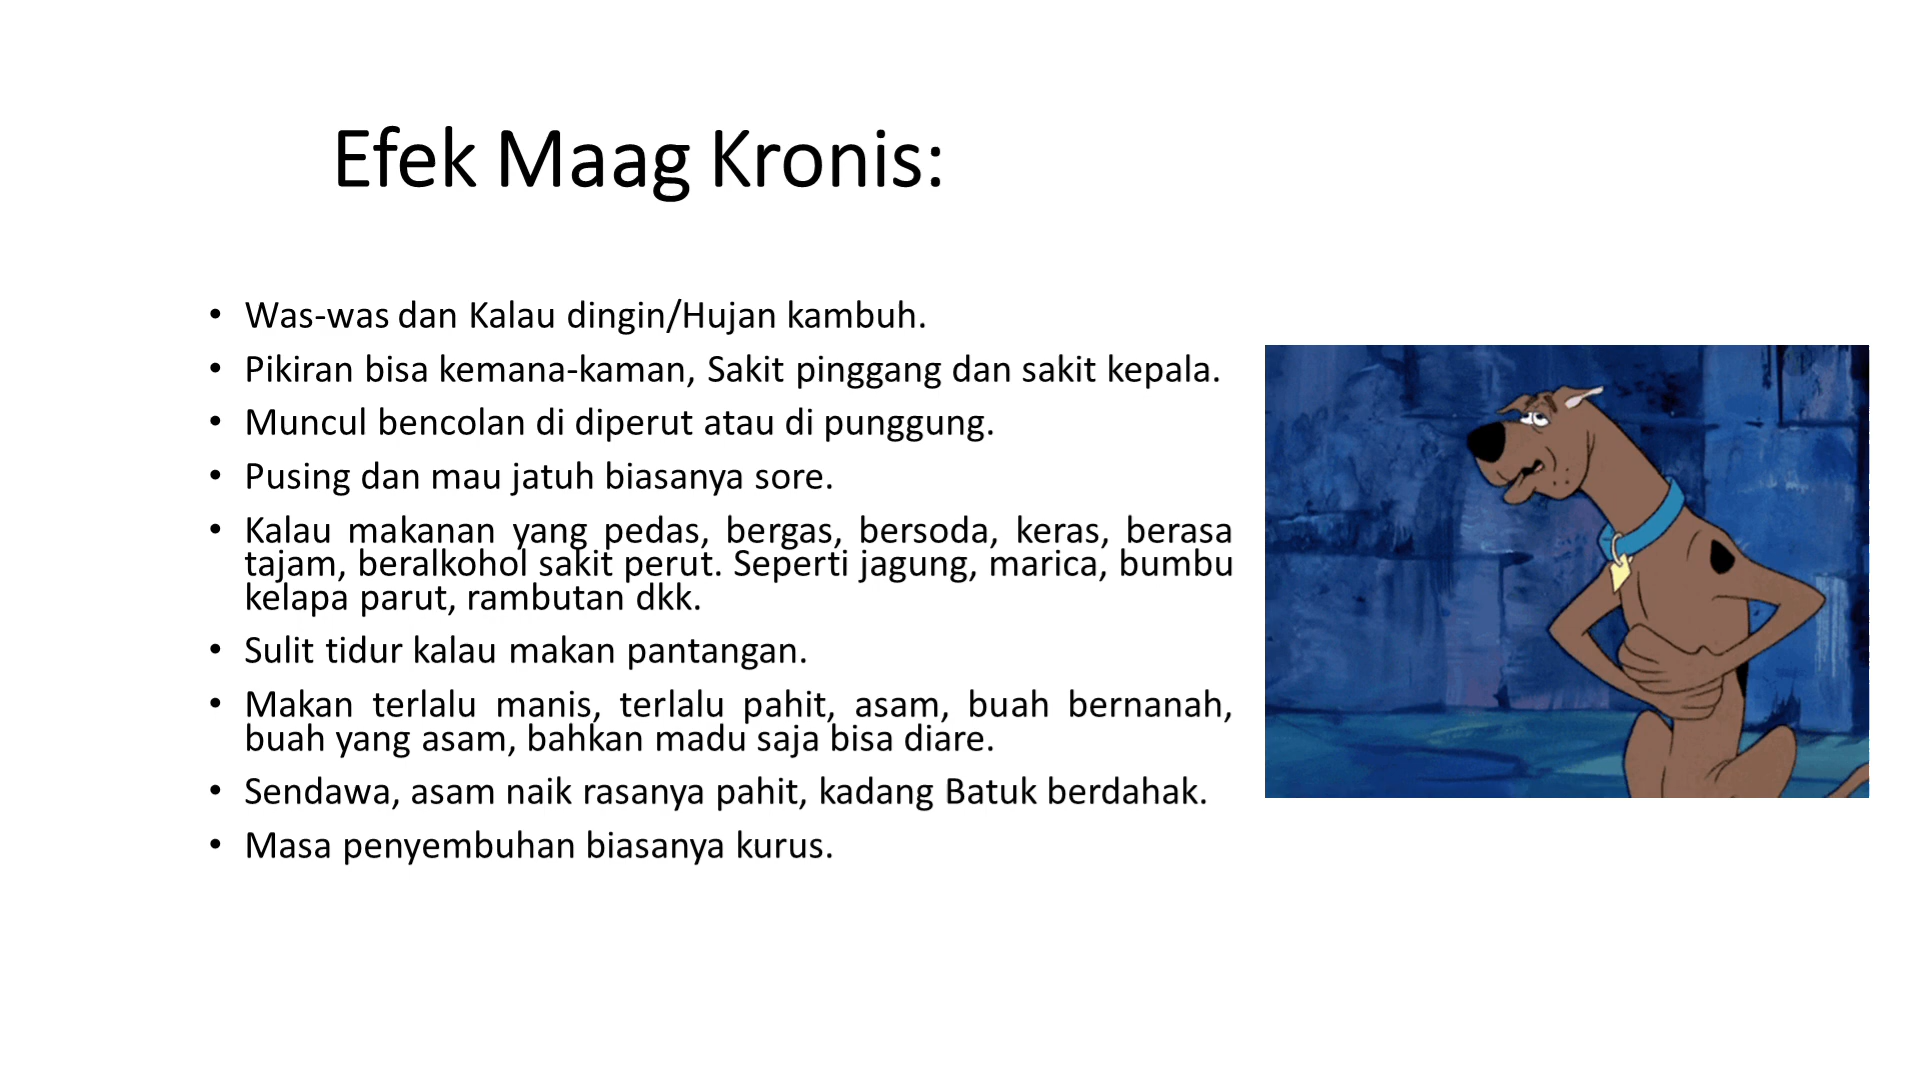 Efek Maag Kronis:
• Was-was dan Kalau dingin/Hujan kambuh.
• Pikiran bisa kemana-kaman, Sakit pinggang dan sakit kepala.
• Muncul bencolan di diperut atau di punggung.
• Pusing dan mau jatuh biasanya sore.
• Kalau makanan yang pedas, bergas, bersoda, keras, berasa
tajam, beralkohol sakit perut. Seperti jagung, marica, bumbu
kelapa parut, rambutan dkk.
• Sulit tidur kalau makan pantangan.
• Makan terlalu manis, terlalu pahit, asam, buah bernanah,
buah yang asam, bahkan madu saja bisa diare.
• Sendawa, asam naik rasanya pahit, kadang Batuk berdahak.
• Masa penyembuhan biasanya kurus.